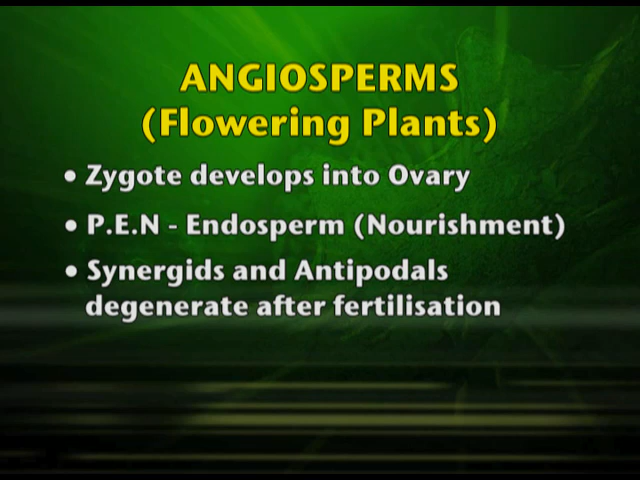 ANGIOSPERMS
(Flowering Plants)
• Zygote develops into Ovary
• P.E.N - Endosperm (Nourishment)
• Synergids and Antipodals
degenerate after fertilisation